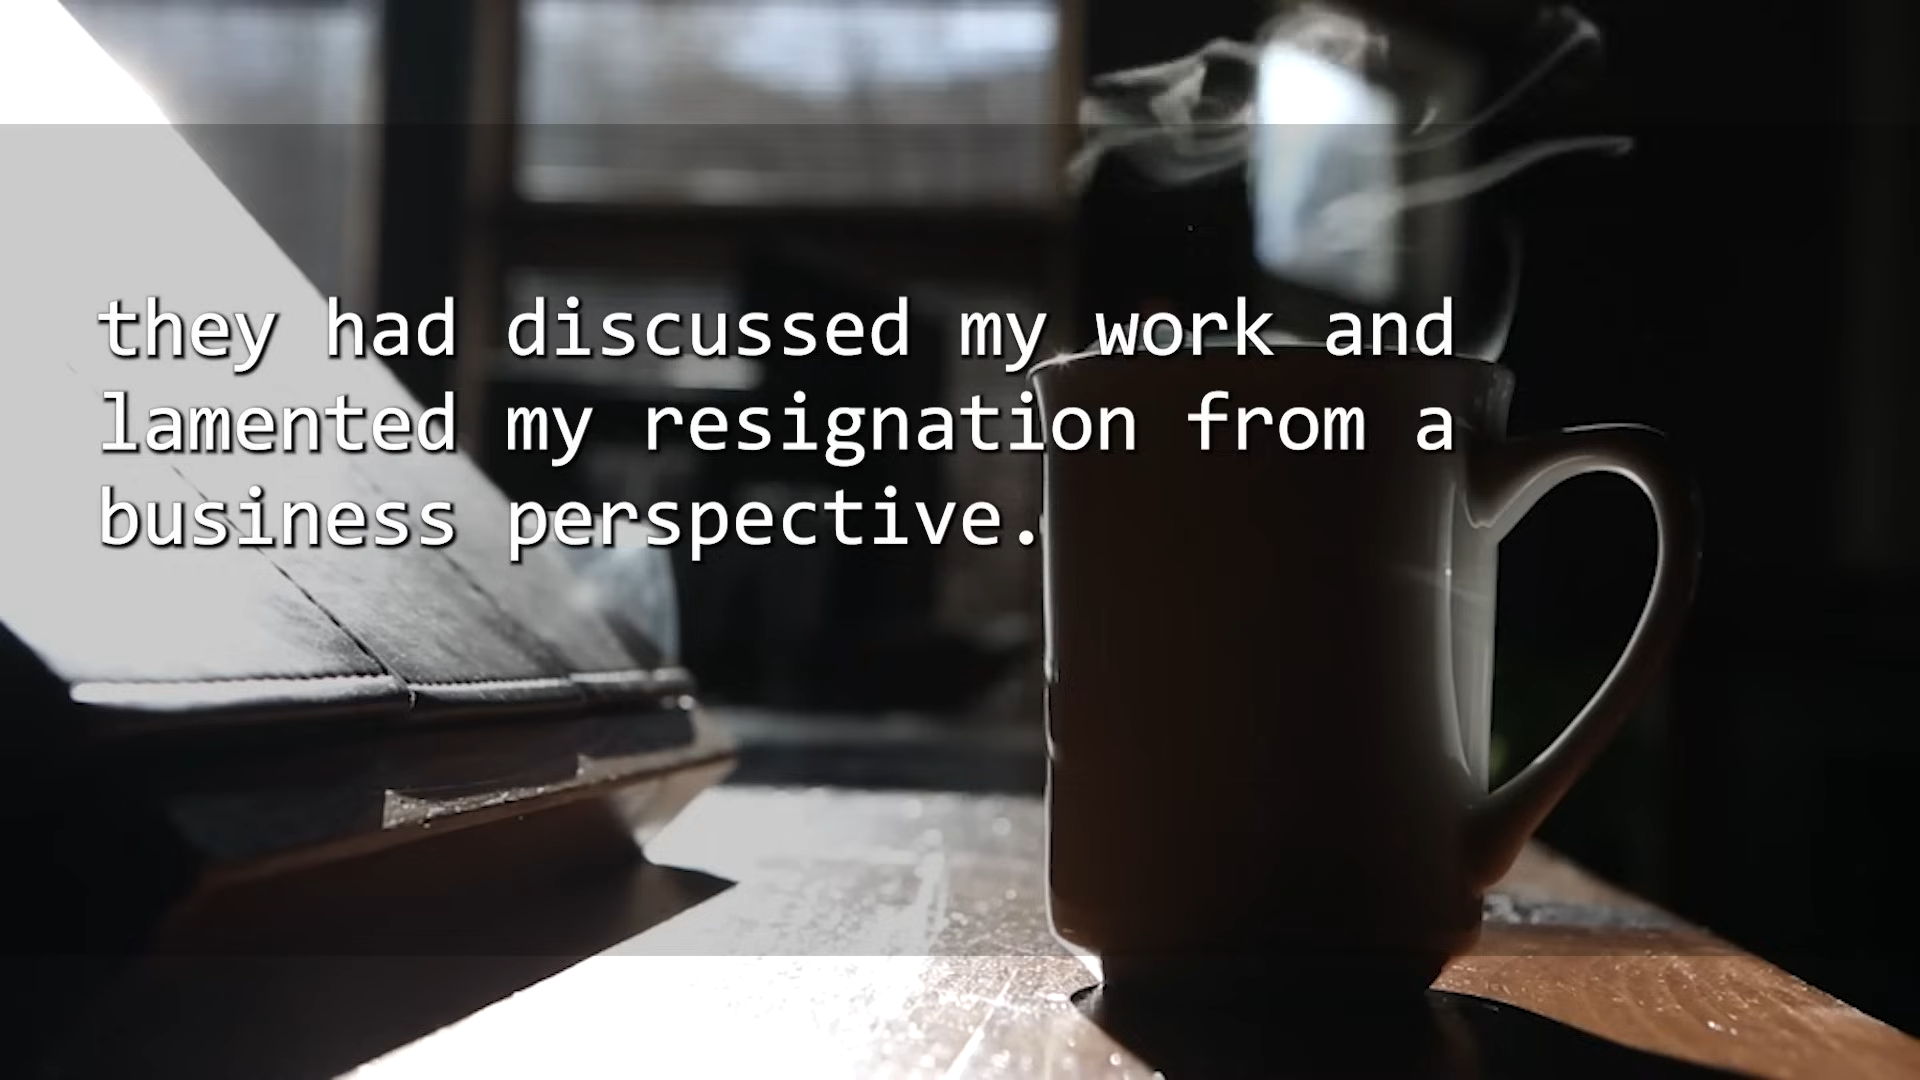 they had discussed my work and
lamented my resignation from a
business perspective.